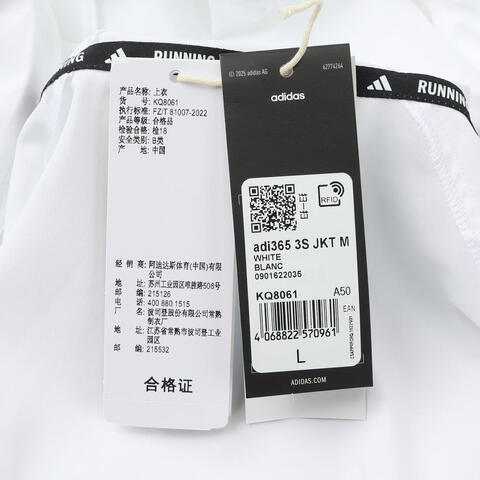 RUNNING
RUNNING
产品名称: 上衣
货　　号: KQ8061
执行标准: FZ/T 81007-2022
产品等级: 合格品
检验合格: 检18
安全类别: B类
产　　地: 中国
经 销 商: 阿迪达斯体育(中国)有限公司
地址: 苏州工业园区唯胜路508号
邮编: 215126
电话: 400 880 1515
制造商: 波司登股份有限公司常熟制衣厂
地址: 江苏省常熟市波司登工业园区
邮编: 215532
合格证
© 2025 adidas AG
62774264
adidas
RFID
adi365 3S JKT M
WHITE
BLANC
0901622035
KQ8061
A50
EAN
4 068822 570961
L
ADIDAS.COM